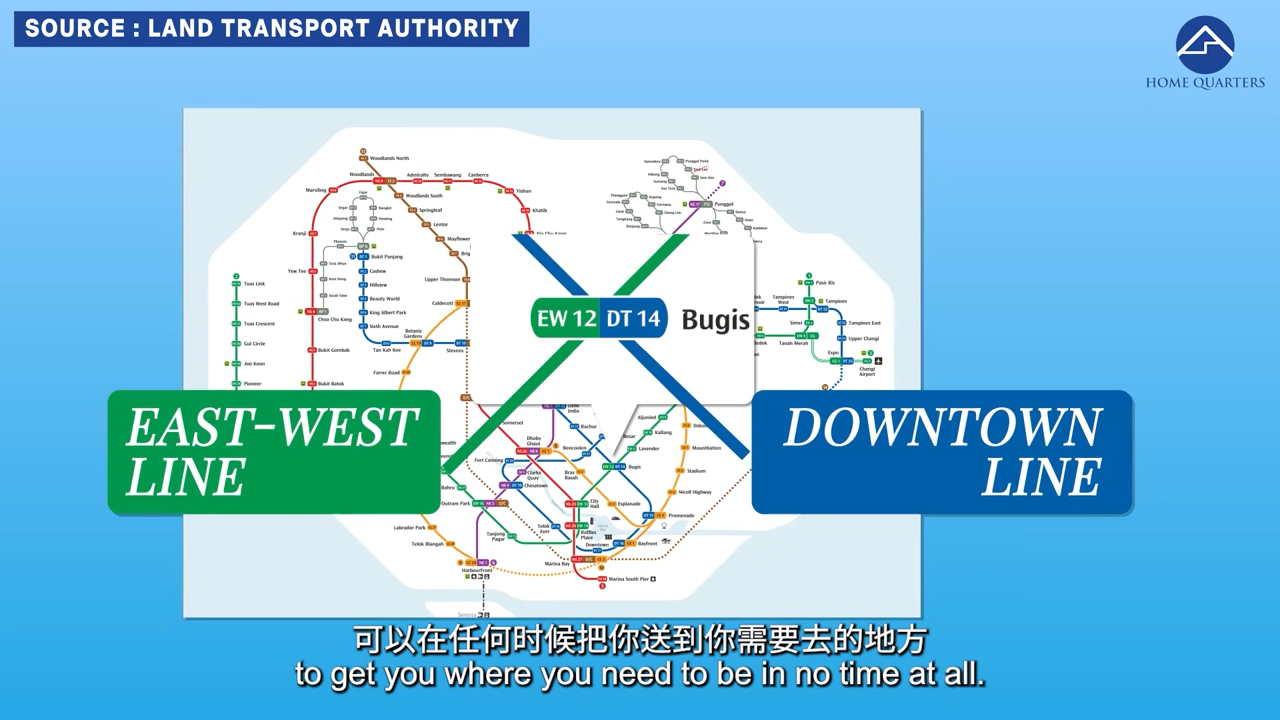 SOURCE : LAND TRANSPORT AUTHORITY
HOME QUARTERS
Woodlands North
Woodlands
Admiralty
Sembawang
Canberra
Yishun
Marsiling
Woodlands South
Khatib
Springleaf
Lentor
Kranji
Mayflower
Punggol
Bukit Panjang
Yew Tee
Cashew
Upper Thomson
Hillview
Tuas Link
Pasir Ris
Beauty World
Caldecott
Tuas West Road
King Albert Park
Choa Chu Kang
Tampines West
Tampines
Tuas Crescent
Sixth Avenue
Botanic Gardens
Simei
Tampines East
Gul Circle
Tan Kah Kee
Stevens
Tanah Merah
Upper Changi
Bukit Gombak
Expo
Joo Koon
Farrer Road
Changi Airport
Pioneer
Bukit Batok
EW 12
DT 14
Bugis
EAST-WEST
LINE
DOWNTOWN
LINE
Little India
Rochor
Aljunied
Kallang
Mountbatten
Dhoby Ghaut
Bencoolen
Lavender
Fort Canning
Bras Basah
Bugis
Stadium
Clarke Quay
Chinatown
Nicoll Highway
Outram Park
City Hall
Esplanade
Promenade
Labrador Park
Telok Ayer
Raffles Place
Tanjong Pagar
Telok Blangah
Downtown
Bayfront
Marina Bay
HarbourFront
Marina South Pier
Sentosa
可以在任何时候把你送到你需要去的地方
to get you where you need to be in no time at all.